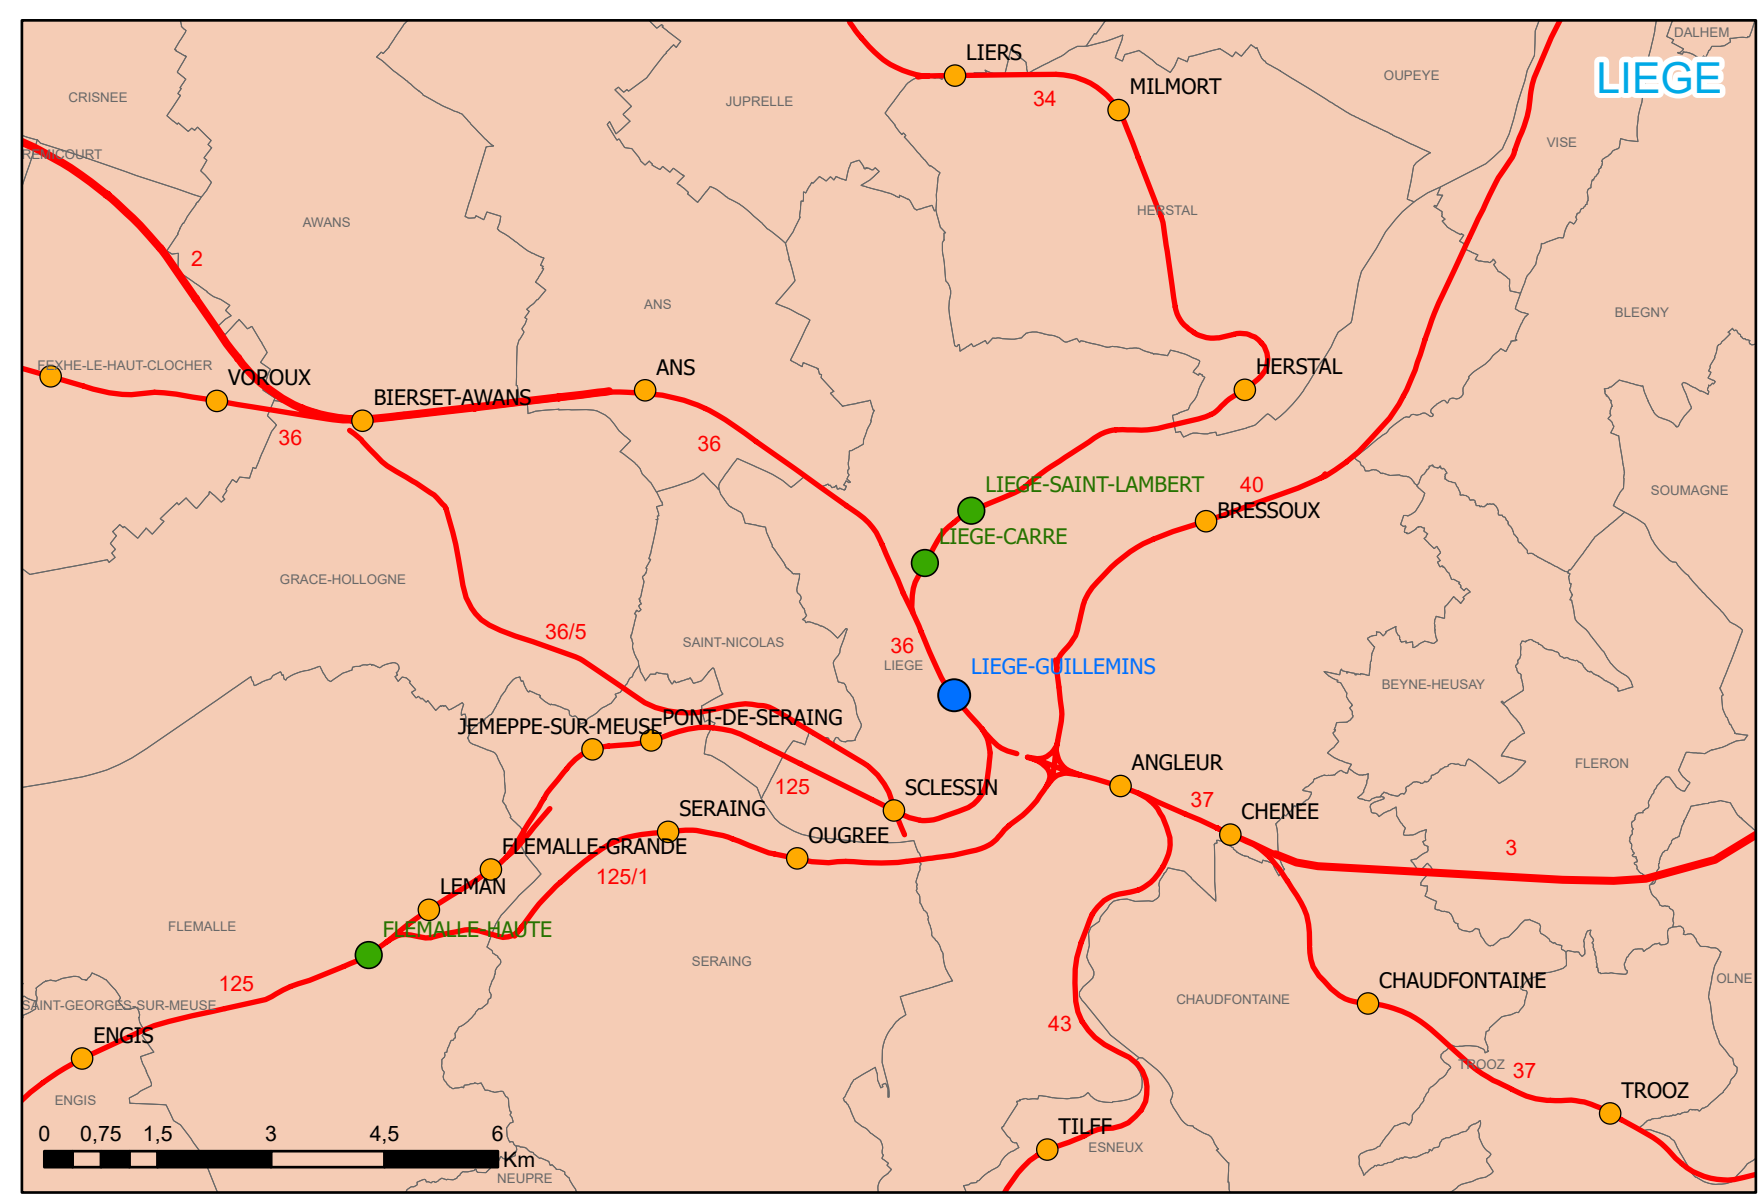 DALHEM
LIERS
OUPEYE
LIEGE
MILMORT
CRISNEE
JUPRELLE
34
VISE
REMICOURT
AWANS
HERSTAL
2
ANS
BLEGNY
FEXHE-LE-HAUT-CLOCHER
VOROUX
ANS
HERSTAL
BIERSET-AWANS
36
36
LIEGE-SAINT-LAMBERT
40
SOUMAGNE
BRESSOUX
LIEGE-CARRE
GRACE-HOLLOGNE
36/5
SAINT-NICOLAS
36
LIEGE
LIEGE-GUILLEMINS
BEYNE-HEUSAY
JEMEPPE-SUR-MEUSE
PONT-DE-SERAING
ANGLEUR
FLERON
125
SCLESSIN
37
SERAING
CHENEE
OUGREE
FLEMALLE-GRANDE
3
125/1
LEMAN
FLEMALLE
FLEMALLE-HAUTE
SERAING
125
OLNE
CHAUDFONTAINE
SAINT-GEORGES-SUR-MEUSE
CHAUDFONTAINE
43
ENGIS
TROOZ
37
TROOZ
ENGIS
TILFF
0 0,75 1,5 3 4,5 6
ESNEUX
Km
NEUPRE